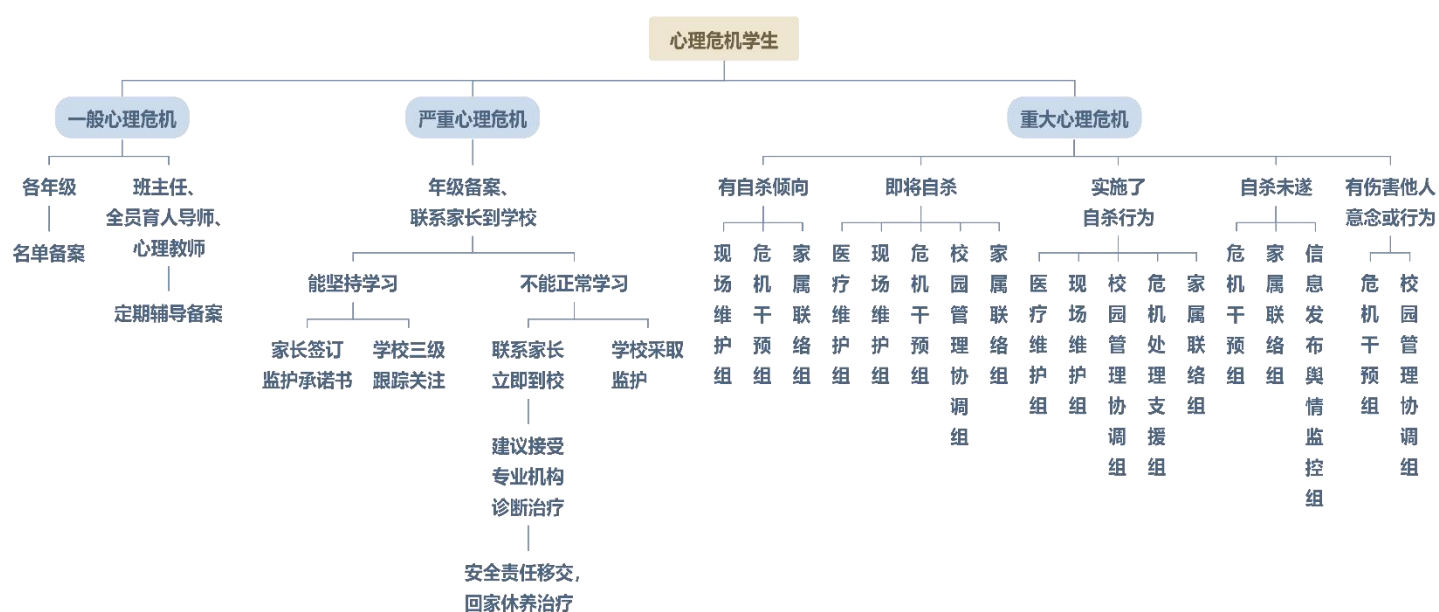 心理危机学生
一般心理危机
严重心理危机
重大心理危机
各年级
名单备案
班主任、
全员育人导师、
心理教师
定期辅导备案
年级备案、
联系家长到学校
能坚持学习
家长签订
监护承诺书
学校三级
跟踪关注
不能正常学习
联系家长
立即到校
建议接受
专业机构
诊断治疗
安全责任移交,
回家休养治疗
学校采取
监护
有自杀倾向
现场维护组
危机干预组
家属联络组
即将自杀
医疗维护组
现场维护组
危机干预组
校园管理协调组
家属联络组
实施了
自杀行为
医疗维护组
现场维护组
校园管理协调组
危机处理支援组
家属联络组
自杀未遂
危机干预组
家属联络组
信息发布舆情监控组
有伤害他人
意念或行为
危机干预组
校园管理协调组